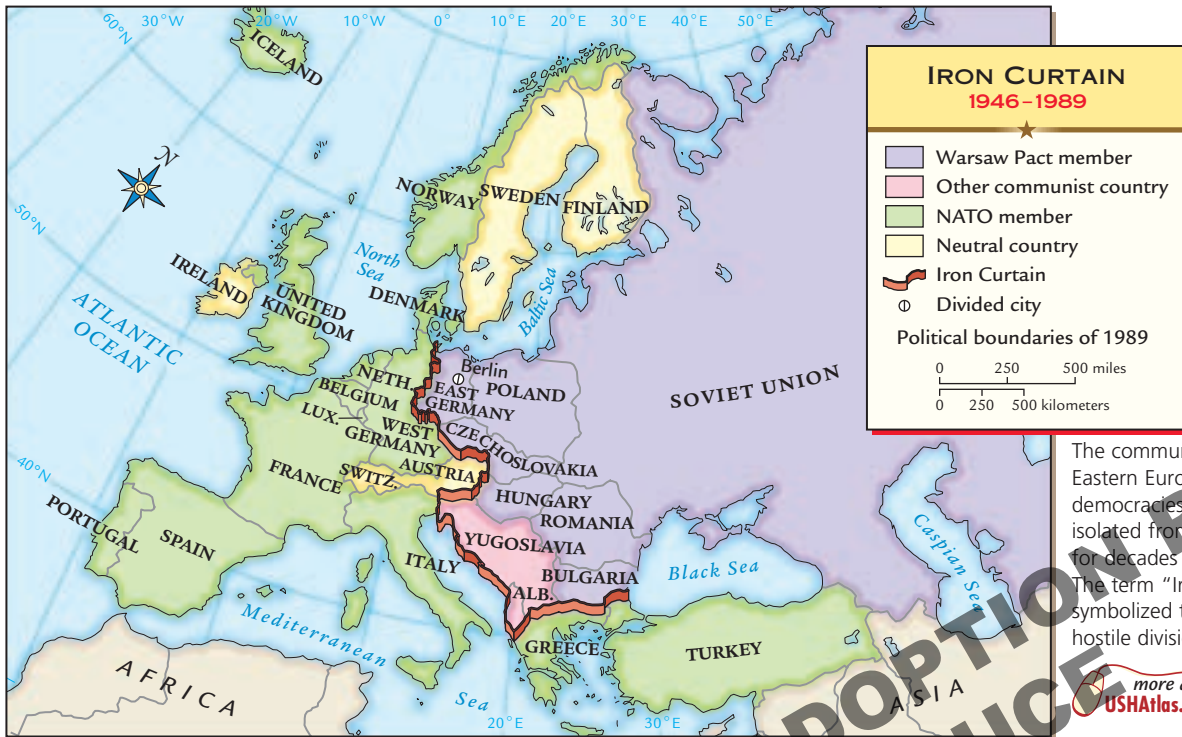 60°N
30°W
20°W
10°W
0°
10°E
20°E
30°E
40°E
50°E
ICELAND
N
50°N
NORWAY
SWEDEN
FINLAND
North
Sea
Baltic Sea
IRELAND
UNITED
KINGDOM
DENMARK
ATLANTIC
OCEAN
NETH.
Berlin
BELGIUM
EAST
GERMANY
POLAND
SOVIET UNION
LUX.
WEST
GERMANY
CZECHOSLOVAKIA
40°N
FRANCE
SWITZ.
AUSTRIA
HUNGARY
ROMANIA
PORTUGAL
SPAIN
ITALY
YUGOSLAVIA
BULGARIA
Black Sea
Caspian Sea
ALB.
Mediterranean
Sea
GREECE
TURKEY
AFRICA
ASIA
20°E
30°E
IRON CURTAIN
1946–1989
Warsaw Pact member
Other communist country
NATO member
Neutral country
Iron Curtain
Divided city
Political boundaries of 1989
0 250 500 miles
0 250 500 kilometers
The commun
Eastern Euro
democracies
isolated from
for decades
The term "Ir
symbolized t
hostile divisi
more a
USHAtlas.
DOPTION